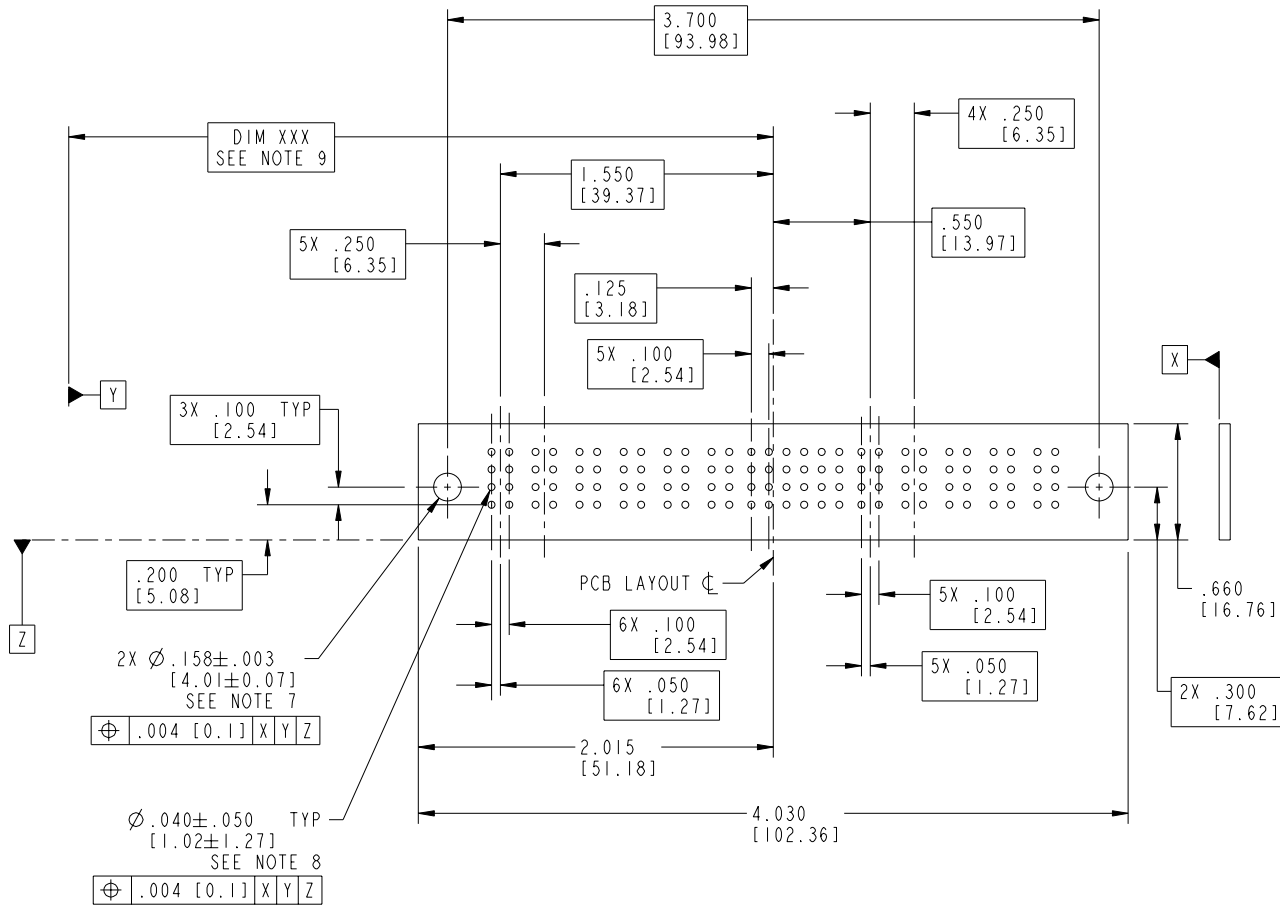 3.700
[93.98]
DIM XXX
SEE NOTE 9
4X .250
[6.35]
1.550
[39.37]
.550
[13.97]
5X .250
[6.35]
.125
[3.18]
5X .100
[2.54]
X
Y
3X .100 TYP
[2.54]
.200 TYP
[5.08]
PCB LAYOUT ℄
Z
5X .100
[2.54]
.660
[16.76]
6X .100
[2.54]
2X Ø.158±.003
[4.01±0.07]
SEE NOTE 7
⌖ .004 [0.1] X Y Z
6X .050
[1.27]
5X .050
[1.27]
2X .300
[7.62]
2.015
[51.18]
Ø.040±.050 TYP
[1.02±1.27]
SEE NOTE 8
⌖ .004 [0.1] X Y Z
4.030
[102.36]